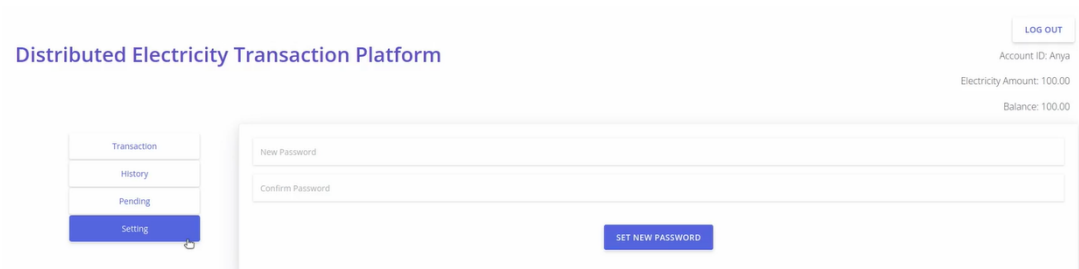 LOG OUT
Distributed Electricity Transaction Platform
Account ID: Anya
Electricity Amount: 100.00
Balance: 100.00
Transaction
History
Pending
Setting
New Password
Confirm Password
SET NEW PASSWORD